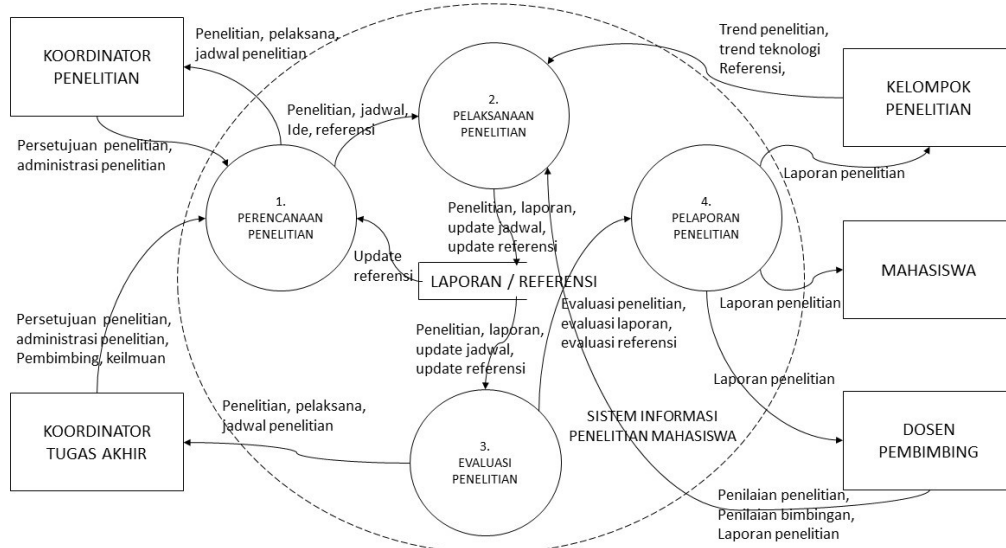 KOORDINATOR
PENELITIAN
Penelitian, pelaksana,
jadwal penelitian
Trend penelitian,
trend teknologi
Referensi,
KELOMPOK
PENELITIAN
2.
PELAKSANAAN
PENELITIAN
Penelitian, jadwal,
Ide, referensi
Persetujuan penelitian,
administrasi penelitian
Laporan penelitian
1.
PERENCANAAN
PENELITIAN
4.
PELAPORAN
PENELITIAN
Penelitian, laporan,
update jadwal,
update referensi
Update
referensi
LAPORAN / REFERENSI
MAHASISWA
Laporan penelitian
Evaluasi penelitian,
evaluasi laporan,
evaluasi referensi
Persetujuan penelitian,
administrasi penelitian,
Pembimbing, keilmuan
Penelitian, laporan,
update jadwal,
update referensi
Laporan penelitian
KOORDINATOR
TUGAS AKHIR
Penelitian, pelaksana,
jadwal penelitian
3.
EVALUASI
PENELITIAN
SISTEM INFORMASI
PENELITIAN MAHASISWA
DOSEN
PEMBIMBING
Penilaian penelitian,
Penilaian bimbingan,
Laporan penelitian